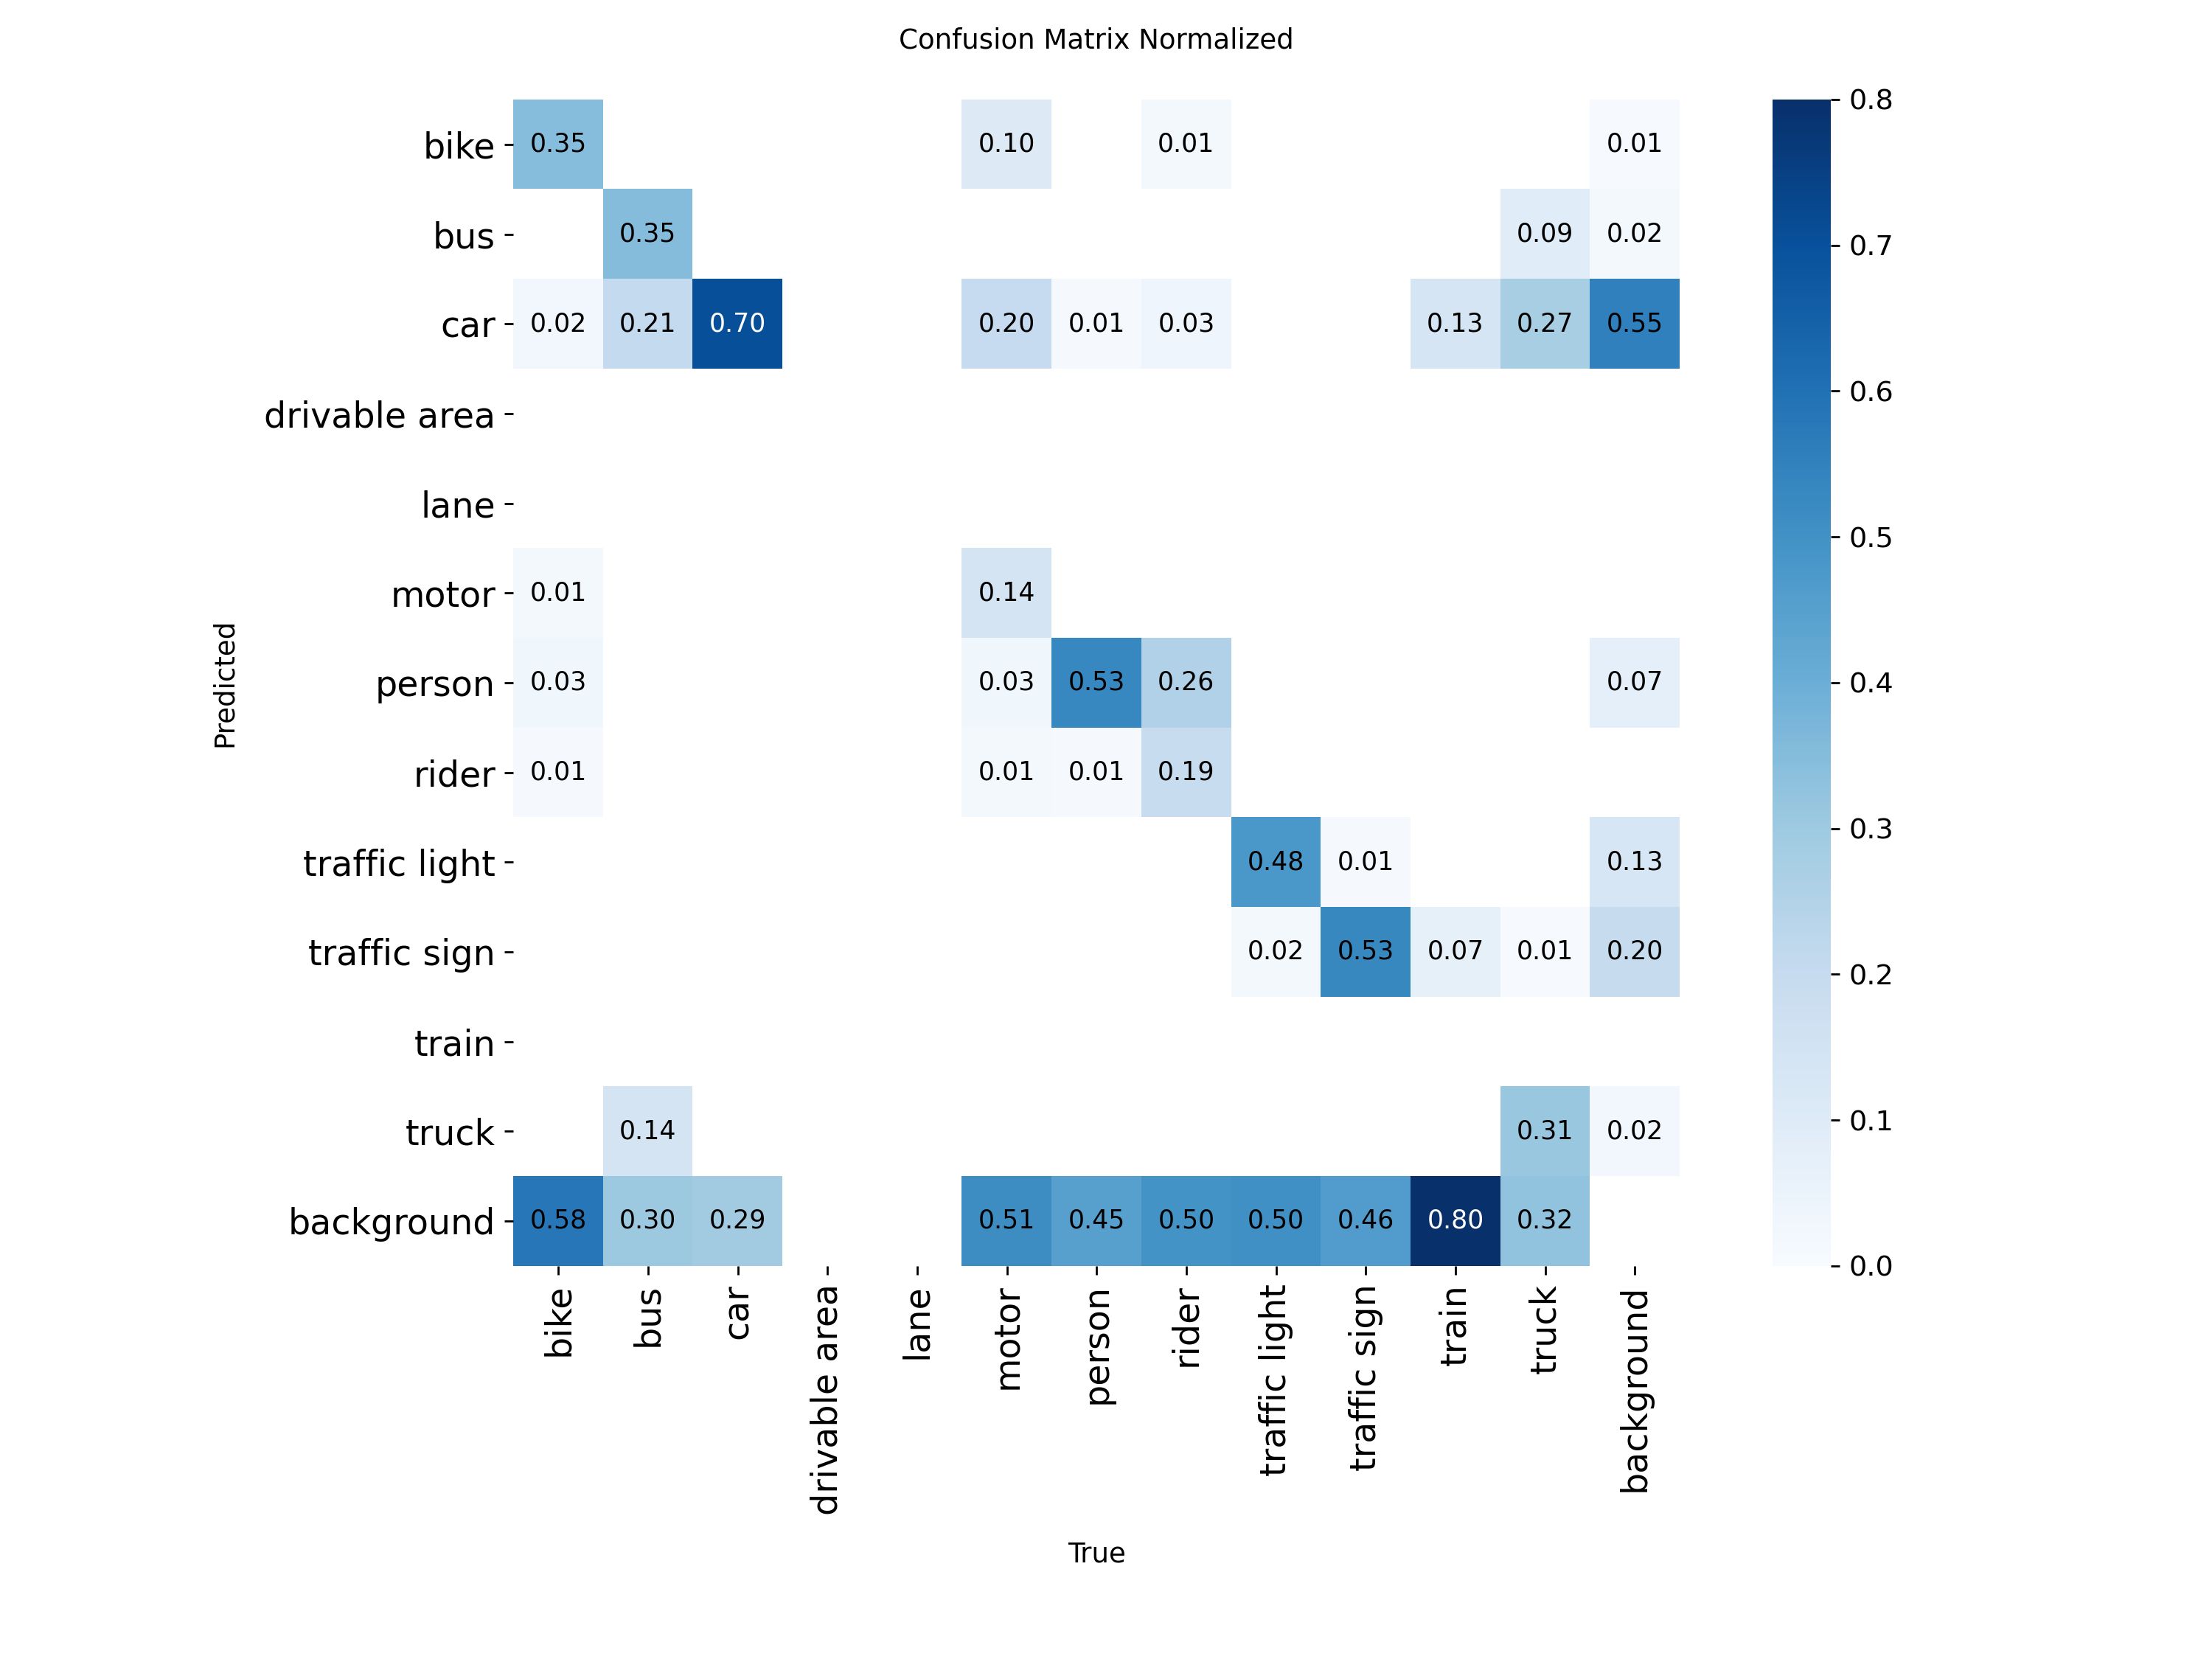 Confusion Matrix Normalized
bike 0.35 0.10 0.01 0.01
bus 0.35 0.09 0.02
car 0.02 0.21 0.70 0.20 0.01 0.03 0.13 0.27 0.55
drivable area
lane
motor 0.01 0.14
person 0.03 0.03 0.53 0.26 0.07
rider 0.01 0.01 0.01 0.19
traffic light 0.48 0.01 0.13
traffic sign 0.02 0.53 0.07 0.01 0.20
train
truck 0.14 0.31 0.02
background 0.58 0.30 0.29 0.51 0.45 0.50 0.50 0.46 0.80 0.32
Predicted
bike
bus
car
drivable area
lane
motor
person
rider
traffic light
traffic sign
train
truck
background
True
0.8
0.7
0.6
0.5
0.4
0.3
0.2
0.1
0.0